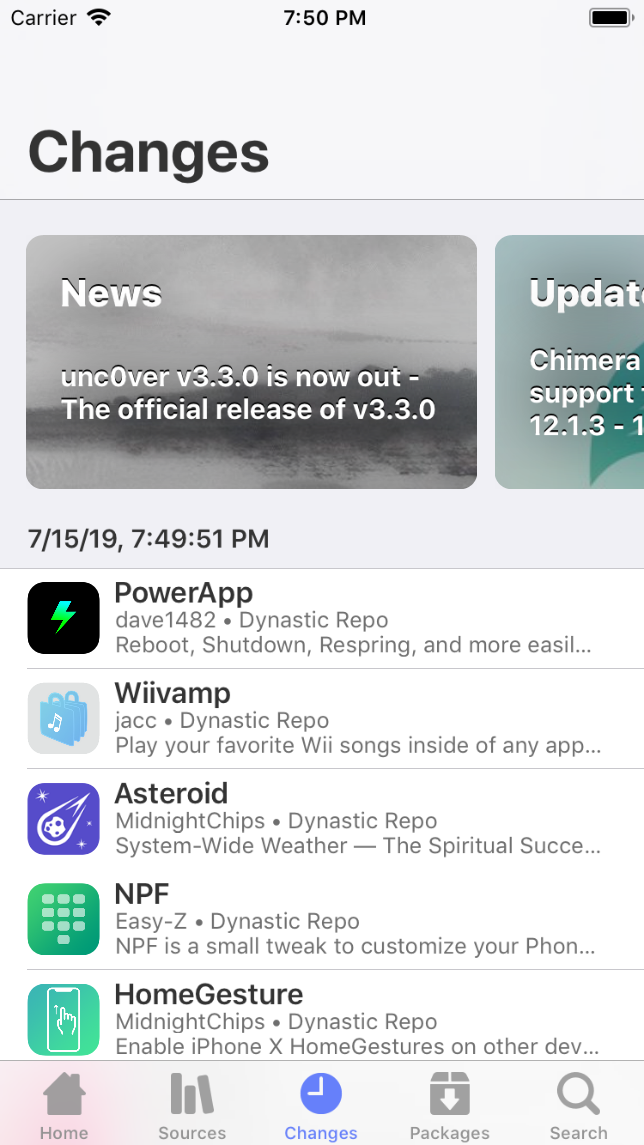 Carrier 7:50 PM
Changes
News
unc0ver v3.3.0 is now out -
The official release of v3.3.0
Chimera
support
12.1.3 - 1
7/15/19, 7:49:51 PM
PowerApp
dave1482 • Dynastic Repo
Reboot, Shutdown, Respring, and more easil...
Wiivamp
jacc • Dynastic Repo
Play your favorite Wii songs inside of any app...
Asteroid
MidnightChips • Dynastic Repo
System-Wide Weather — The Spiritual Succe...
NPF
Easy-Z • Dynastic Repo
NPF is a small tweak to customize your Phon...
HomeGesture
MidnightChips • Dynastic Repo
Enable iPhone X HomeGestures on other dev...
Home Sources Changes Packages Search